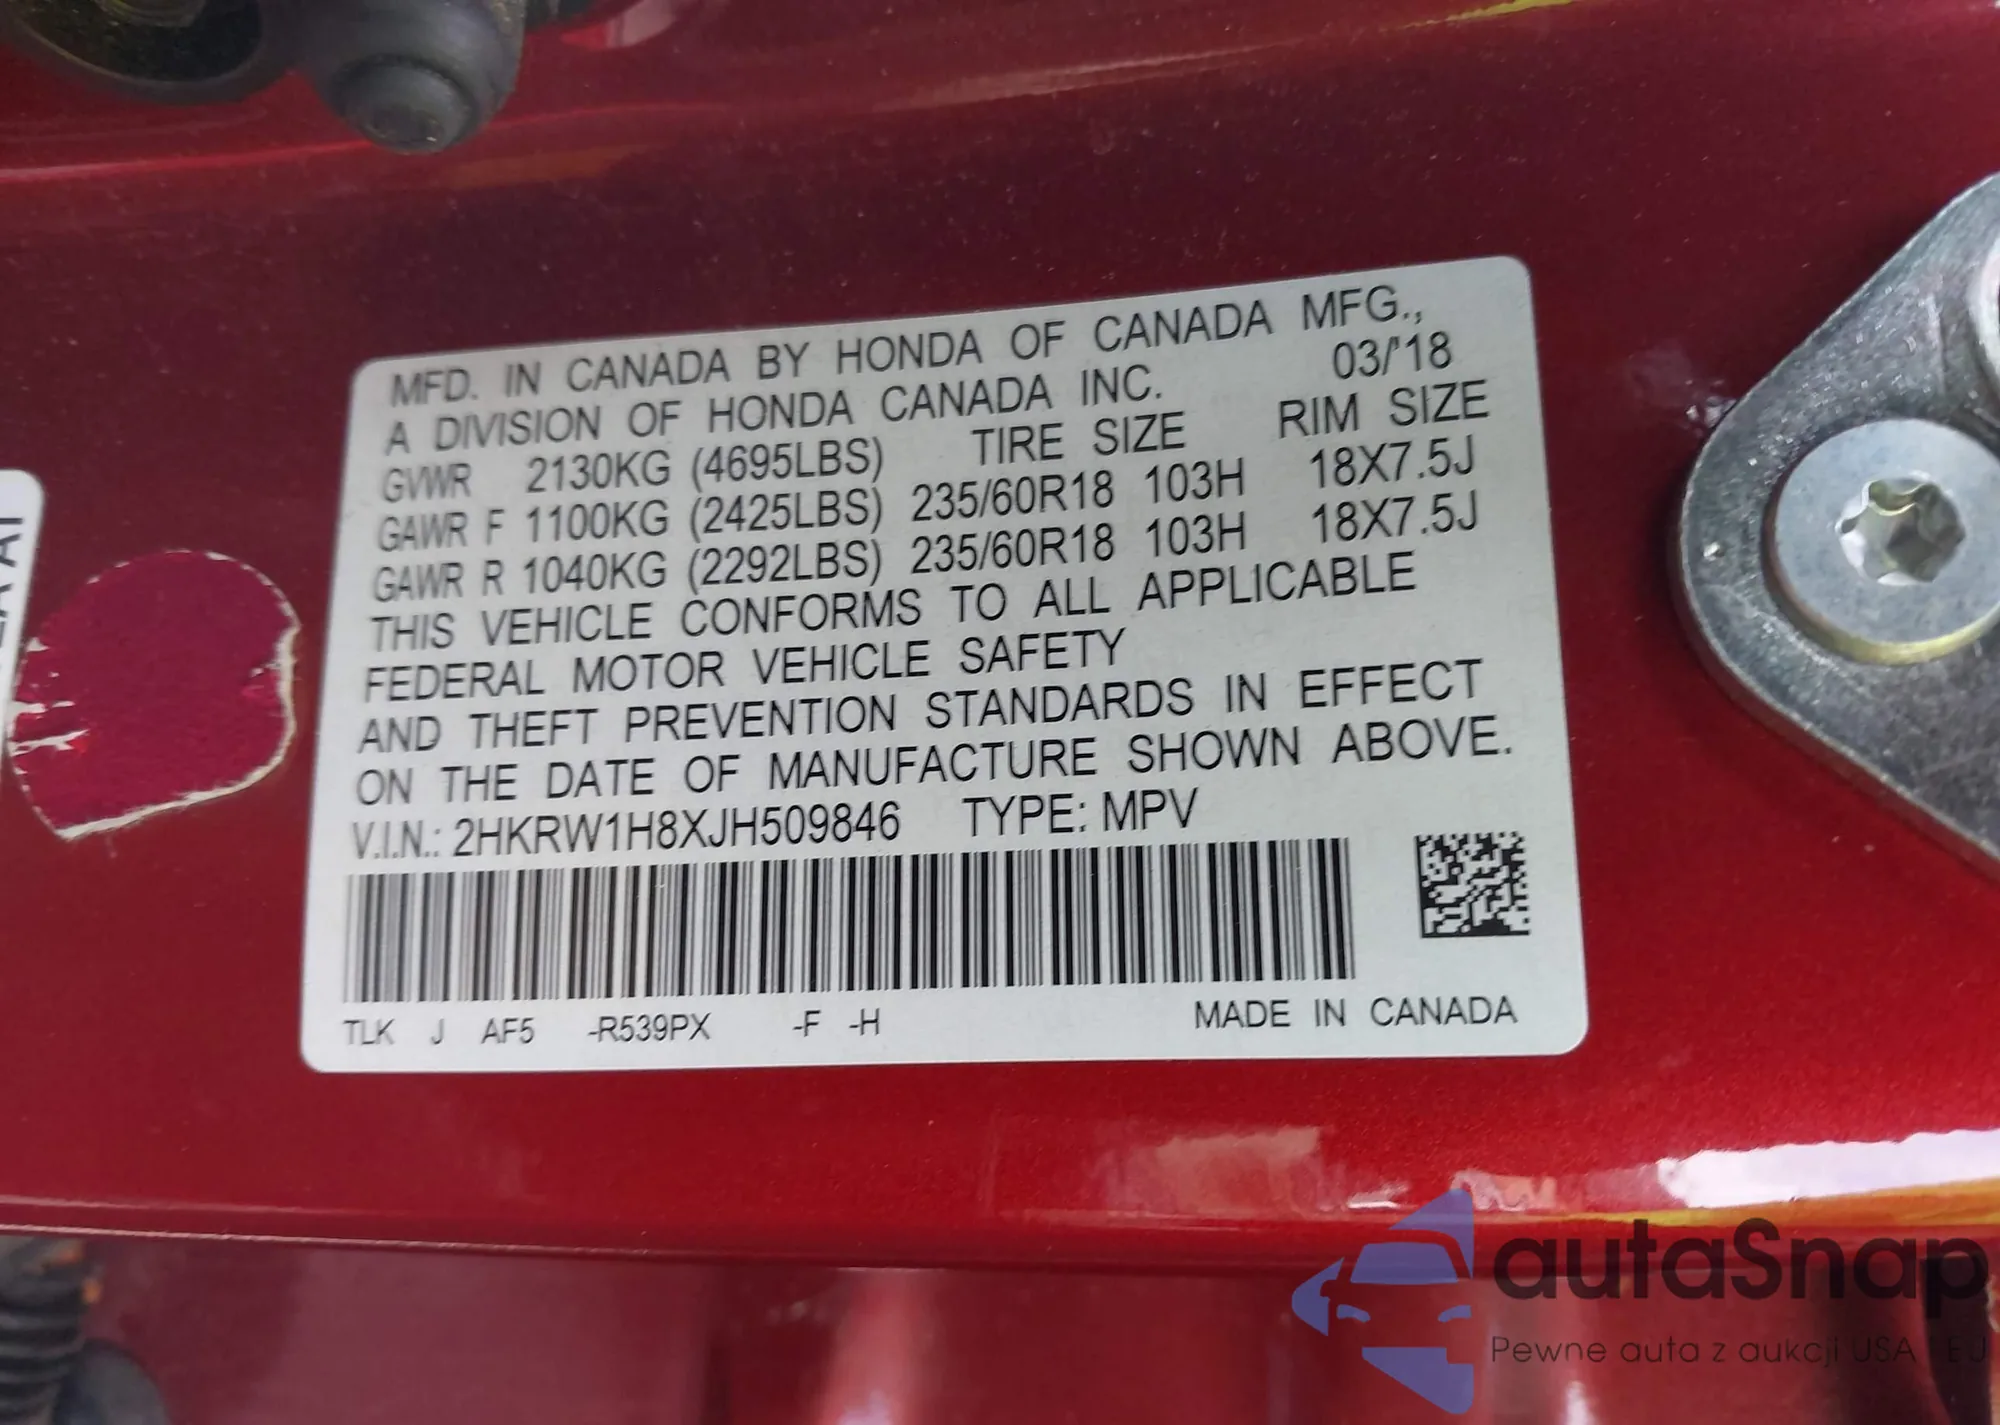 MFD. IN CANADA BY HONDA OF CANADA MFG.,
A DIVISION OF HONDA CANADA INC. 03/'18
GVWR 2130KG (4695LBS) TIRE SIZE RIM SIZE
GAWR F 1100KG (2425LBS) 235/60R18 103H 18X7.5J
GAWR R 1040KG (2292LBS) 235/60R18 103H 18X7.5J
THIS VEHICLE CONFORMS TO ALL APPLICABLE
FEDERAL MOTOR VEHICLE SAFETY
AND THEFT PREVENTION STANDARDS IN EFFECT
ON THE DATE OF MANUFACTURE SHOWN ABOVE.
V.I.N.: 2HKRW1H8XJH509846 TYPE: MPV
TLK J AF5 -R539PX -F -H MADE IN CANADA
autaSnap
Pewne auta z aukcji USA i EU